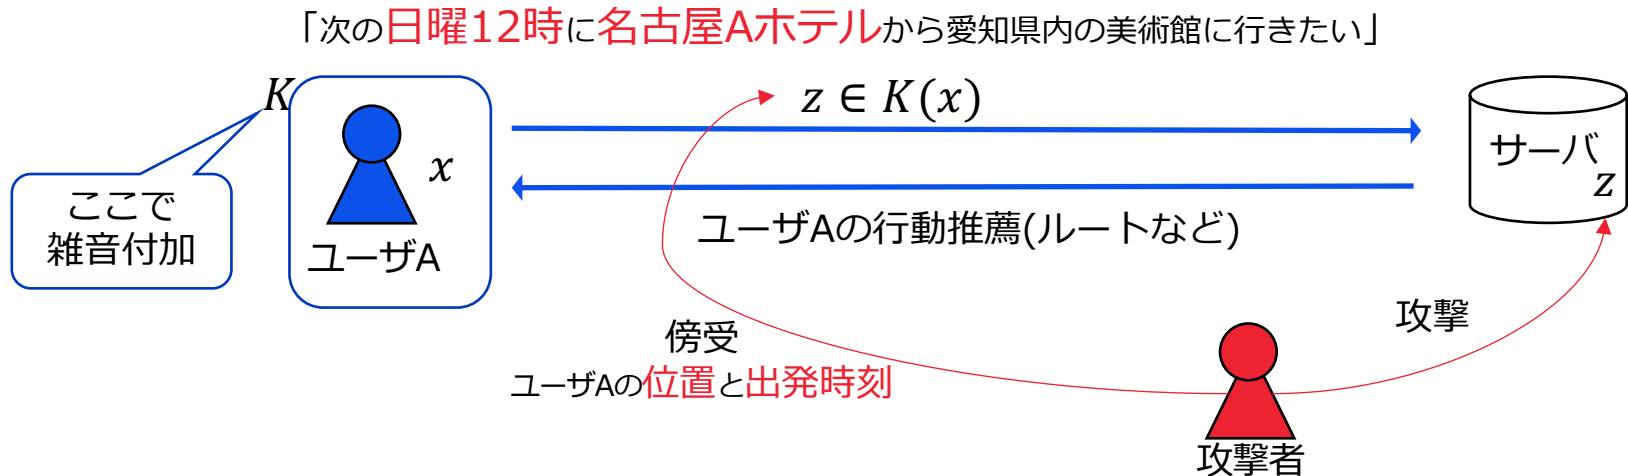 「次の日曜12時に名古屋Aホテルから愛知県内の美術館に行きたい」
K
z ∈ K(x)
サーバ
z
x
ここで
雑音付加
ユーザA
ユーザAの行動推薦(ルートなど)
傍受
ユーザAの位置と出発時刻
攻撃
攻撃者